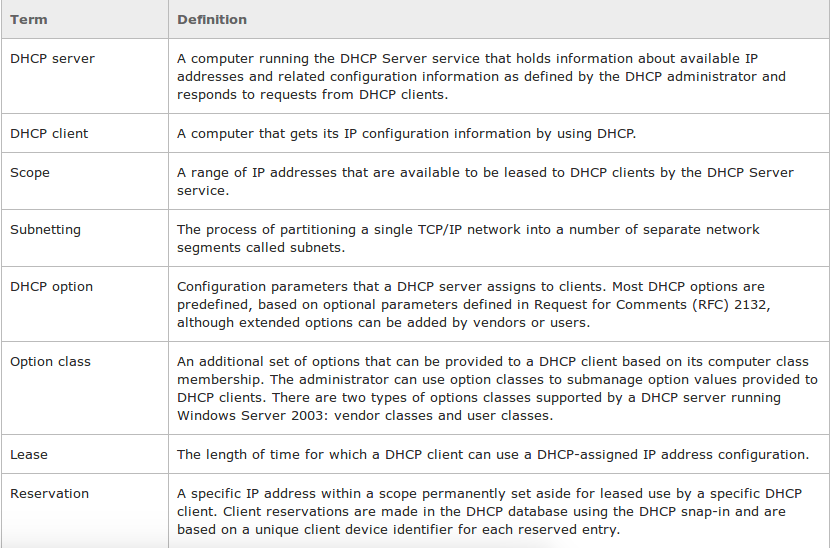 Term Definition
DHCP server A computer running the DHCP Server service that holds information about available IP
addresses and related configuration information as defined by the DHCP administrator and
responds to requests from DHCP clients.
DHCP client A computer that gets its IP configuration information by using DHCP.
Scope A range of IP addresses that are available to be leased to DHCP clients by the DHCP Server
service.
Subnetting The process of partitioning a single TCP/IP network into a number of separate network
segments called subnets.
DHCP option Configuration parameters that a DHCP server assigns to clients. Most DHCP options are
predefined, based on optional parameters defined in Request for Comments (RFC) 2132,
although extended options can be added by vendors or users.
Option class An additional set of options that can be provided to a DHCP client based on its computer class
membership. The administrator can use option classes to submanage option values provided to
DHCP clients. There are two types of options classes supported by a DHCP server running
Windows Server 2003: vendor classes and user classes.
Lease The length of time for which a DHCP client can use a DHCP-assigned IP address configuration.
Reservation A specific IP address within a scope permanently set aside for leased use by a specific DHCP
client. Client reservations are made in the DHCP database using the DHCP snap-in and are
based on a unique client device identifier for each reserved entry.